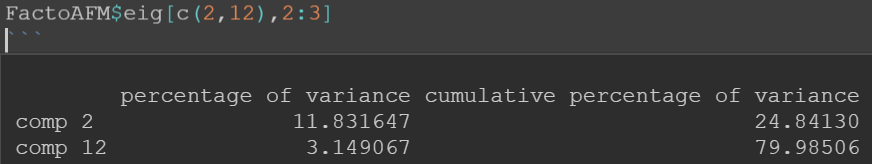 FactoAFM$eig[c(2,12),2:3]
```
percentage of variance cumulative percentage of variance
comp 2 11.831647 24.84130
comp 12 3.149067 79.98506